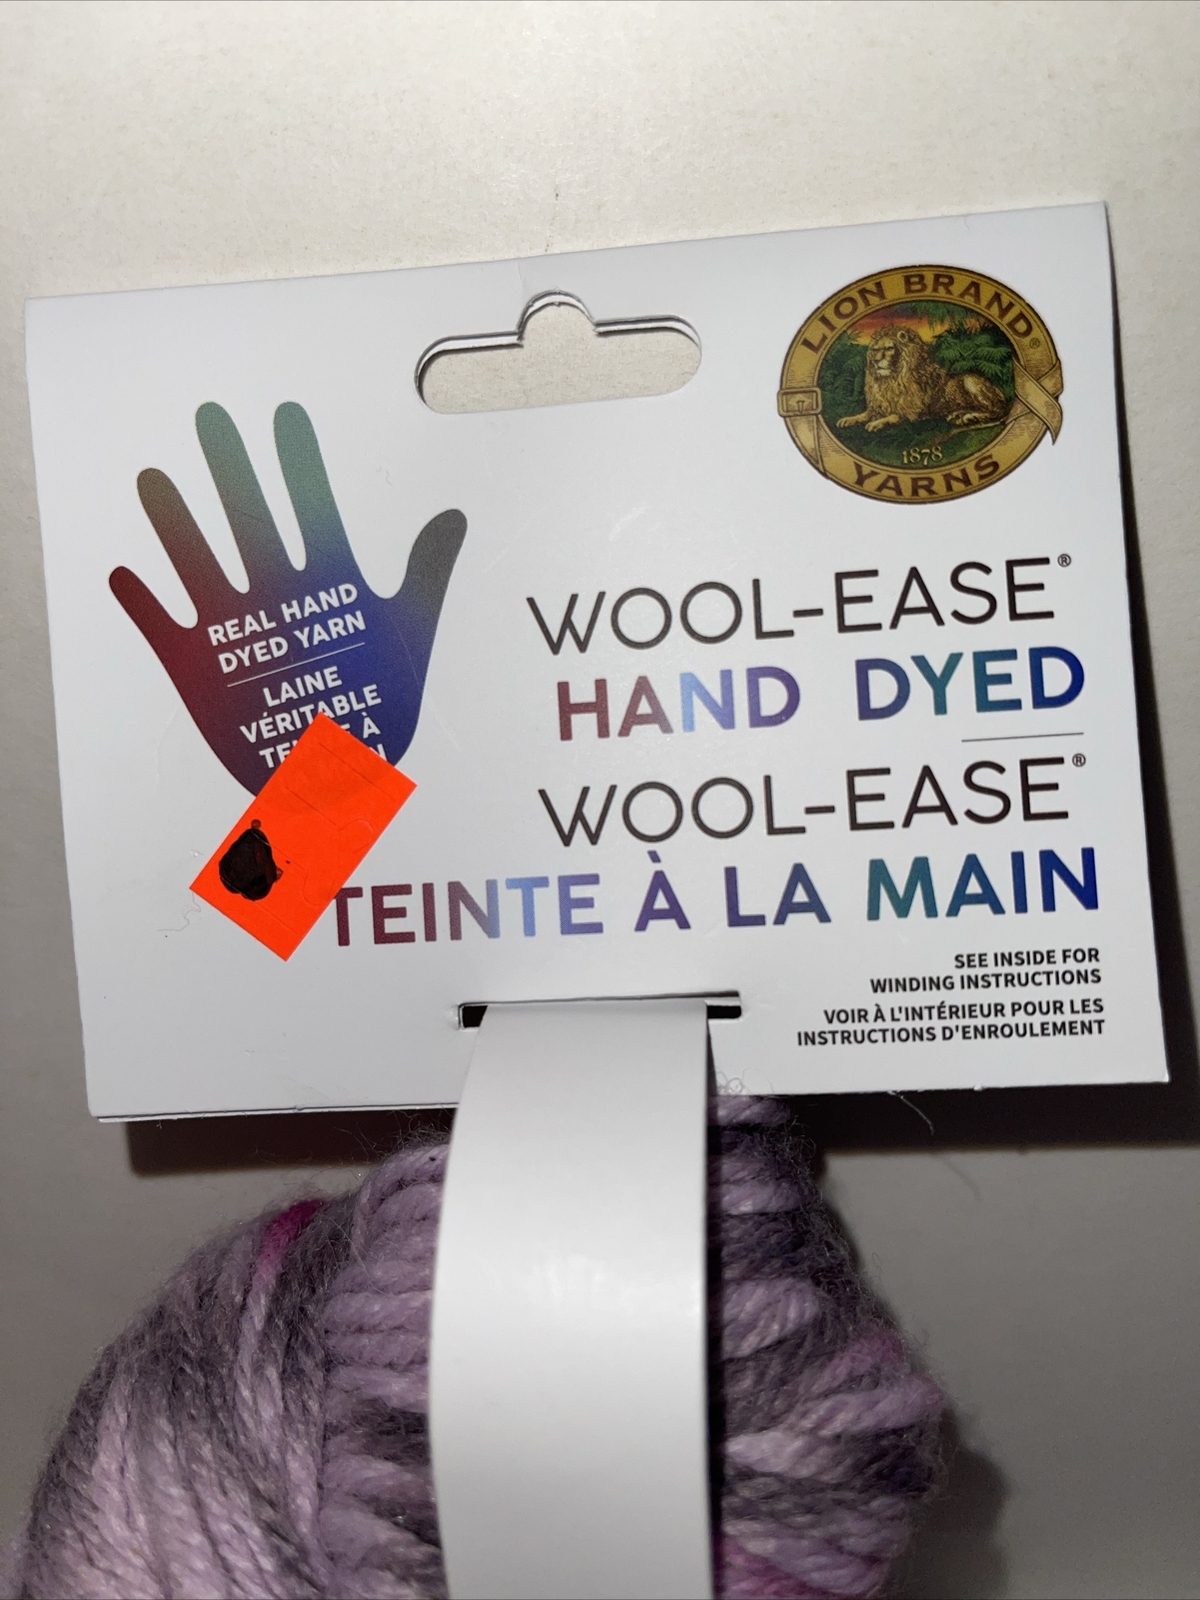 LION BRAND®
1878
YARNS
REAL HAND
DYED YARN
LAINE
VÉRITABLE
À
WOOL-EASE®
HAND DYED
WOOL-EASE®
TEINTE À LA MAIN
SEE INSIDE FOR
WINDING INSTRUCTIONS
VOIR À L'INTÉRIEUR POUR LES
INSTRUCTIONS D'ENROULEMENT